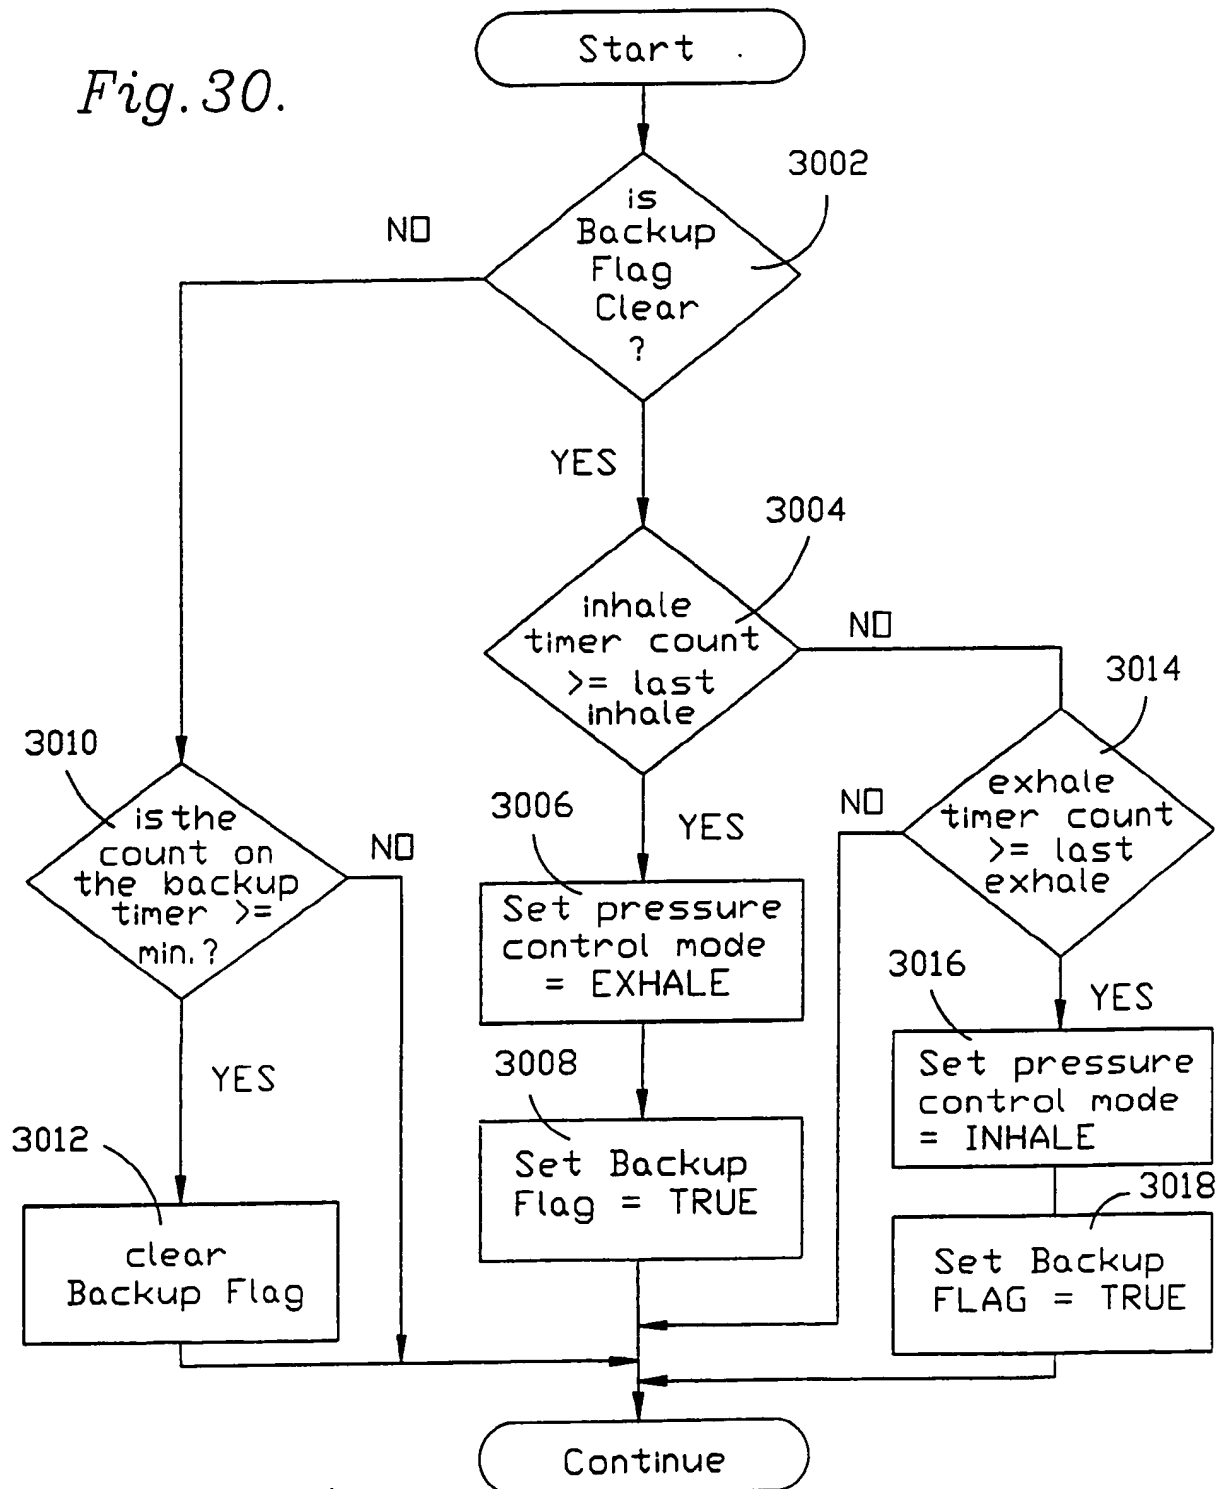 Fig. 30.
Start
3002
is
Backup
Flag
Clear
?
NO
YES
3004
inhale
timer count
>= last
inhale
NO
3014
exhale
timer count
>= last
exhale
NO
YES
3010
is the
count on
the backup
timer >=
min. ?
NO
YES
3006
YES
Set pressure
control mode
= EXHALE
3016
Set pressure
control mode
= INHALE
3008
Set Backup
Flag = TRUE
3012
clear
Backup Flag
3018
Set Backup
FLAG = TRUE
Continue